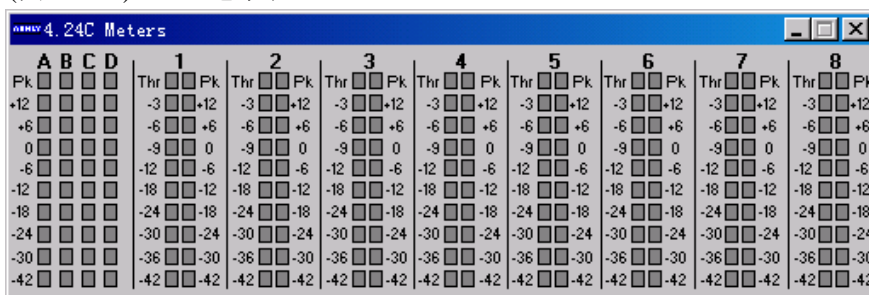 4.24C Meters
A B C D 1 2 3 4 5 6 7 8
Pk Thr Pk Thr Pk Thr Pk Thr Pk Thr Pk Thr Pk Thr Pk Thr
+12 -3 +12 -3 +12 -3 +12 -3 +12 -3 +12 -3 +12 -3 +12 -3 +12
+6 -6 +6 -6 +6 -6 +6 -6 +6 -6 +6 -6 +6 -6 +6 -6 +6
0 -9 0 -9 0 -9 0 -9 0 -9 0 -9 0 -9 0 -9 0
-6 -12 -6 -12 -6 -12 -6 -12 -6 -12 -6 -12 -6 -12 -6 -12 -6
-12 -18 -12 -18 -12 -18 -12 -18 -12 -18 -12 -18 -12 -18 -12 -18 -12
-18 -24 -18 -24 -18 -24 -18 -24 -18 -24 -18 -24 -18 -24 -18 -24 -18
-24 -30 -24 -30 -24 -30 -24 -30 -24 -30 -24 -30 -24 -30 -24 -30
-30 -36 -30 -36 -30 -36 -30 -36 -30 -36 -30 -36 -30 -36 -30 -36 -30
-42 -42 -42 -42 -42 -42 -42 -42 -42 -42 -42 -42 -42 -42 -42 -42 -42